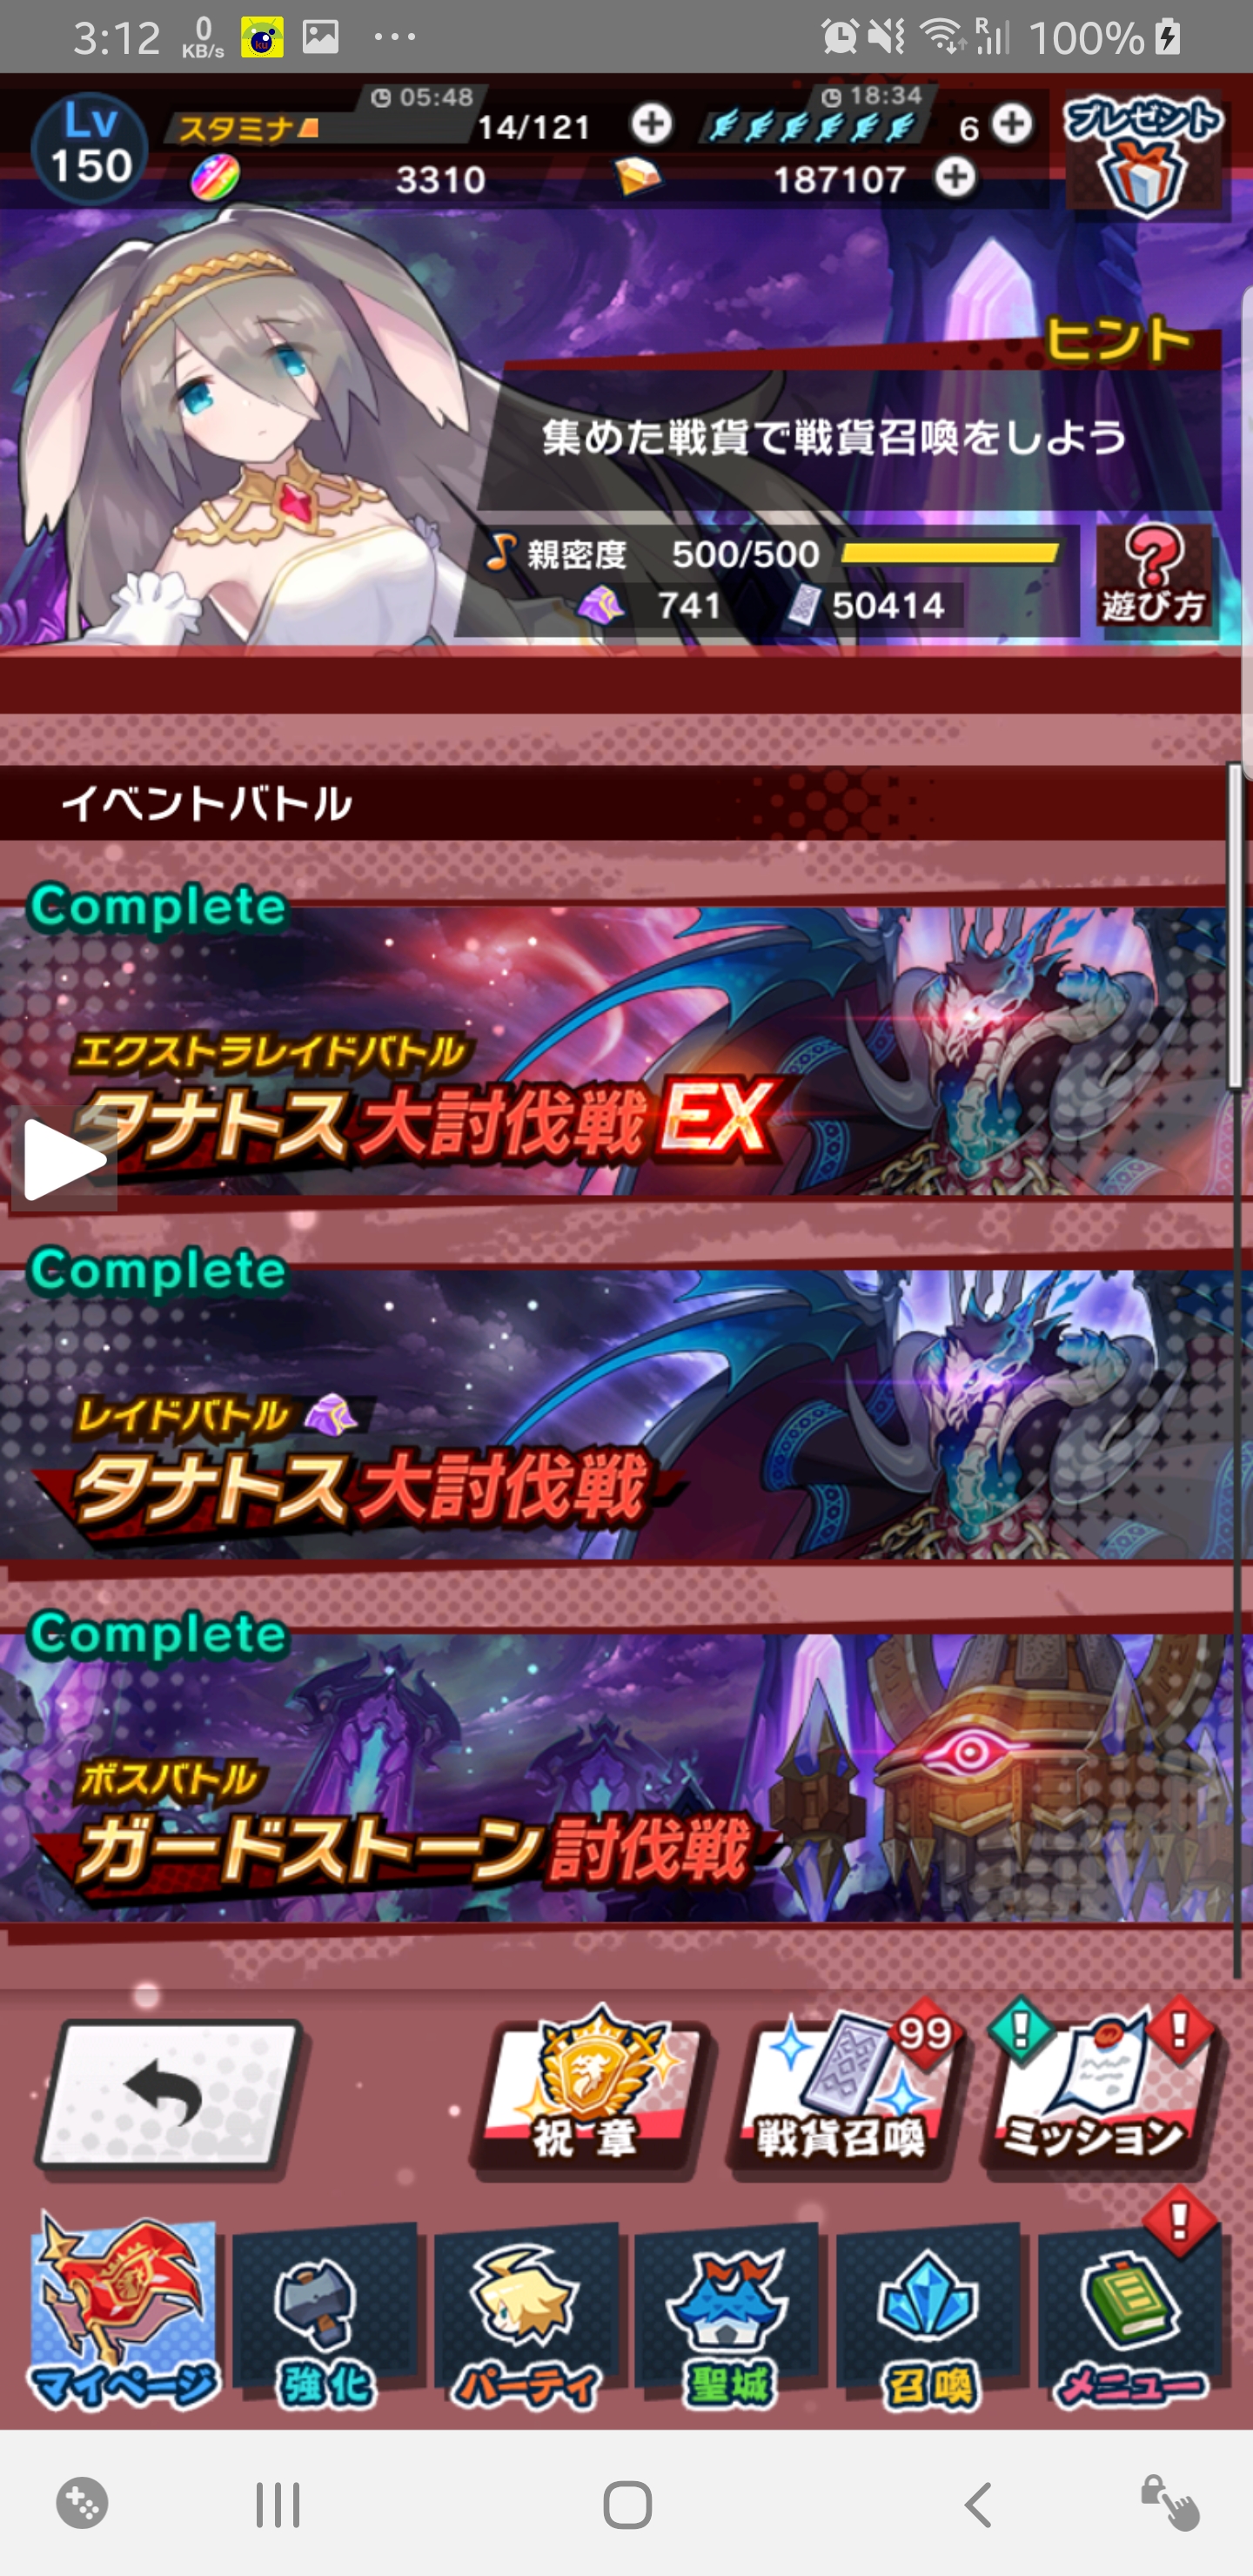 3:12 0 KB/s ku R 100%
Lv 150
スタミナ 05:48 14/121
18:34 6
プレゼント
3310 187107
ヒント
集めた戦貨で戦貨召喚をしよう
親密度 500/500
741 50414
遊び方
イベントバトル
Complete
エクストラレイドバトル
タナトス大討伐戦EX
Complete
レイドバトル
タナトス大討伐戦
Complete
ボスバトル
ガードストーン討伐戦
祝章
99
戦貨召喚
! !
ミッション
!
マイページ 強化 パーティ 聖城 召喚 メニュー